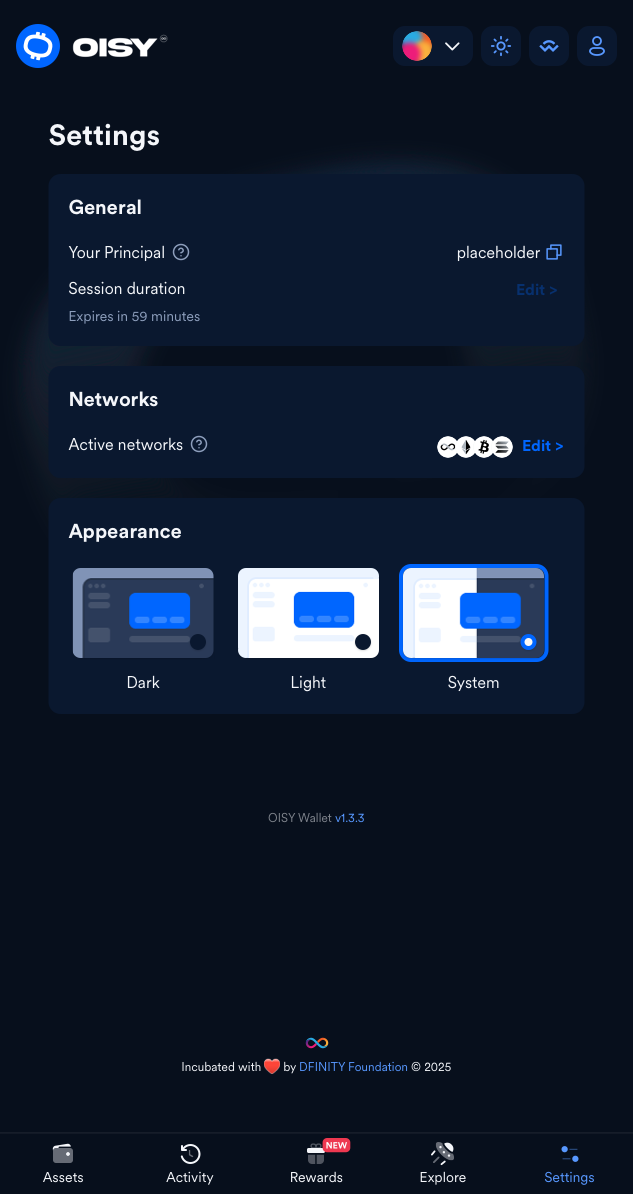 OISY
Settings
General
Your Principal
placeholder
Session duration
Edit >
Expires in 59 minutes
Networks
Active networks
Edit >
Appearance
Dark
Light
System
OISY Wallet v1.3.3
Incubated with ❤️ by DFINITY Foundation © 2025
NEW
Assets
Activity
Rewards
Explore
Settings